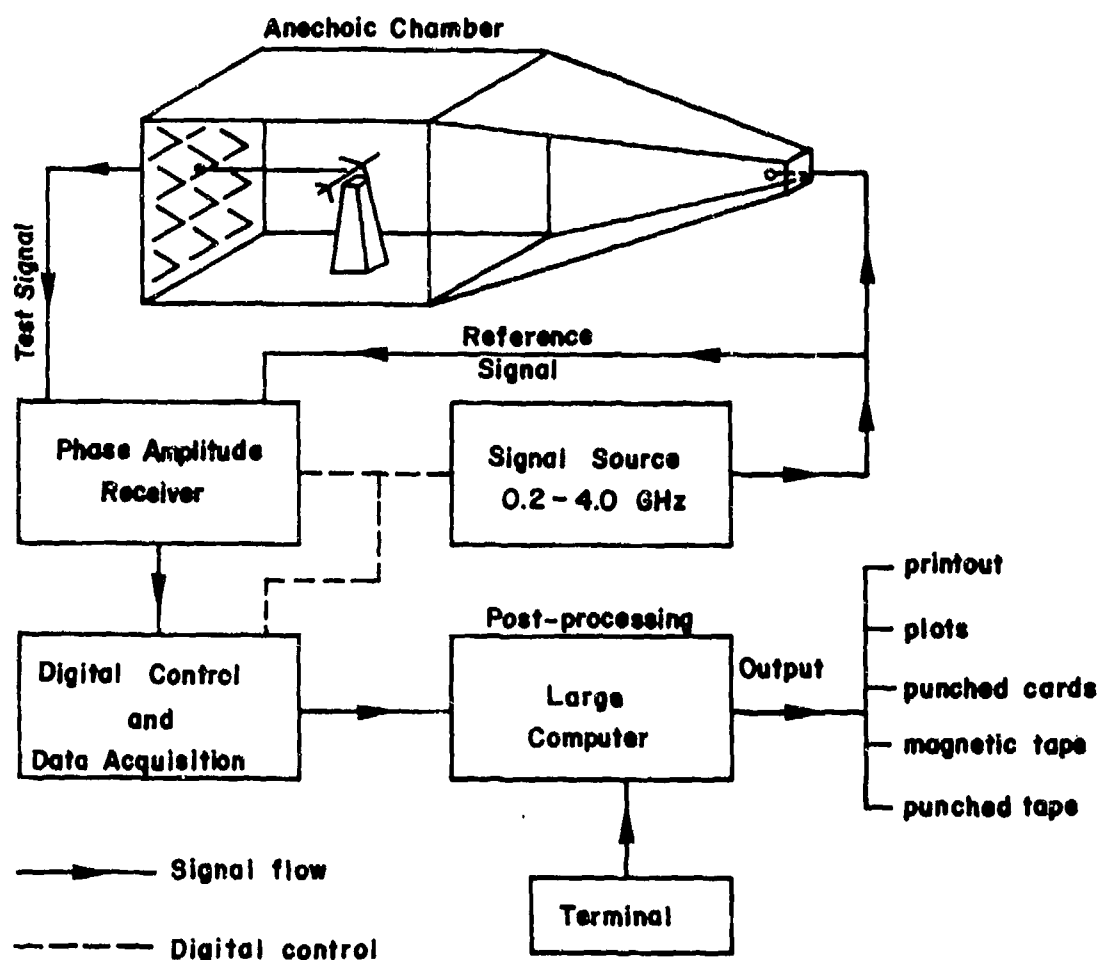 Anechoic Chamber
Test Signal
Reference
Signal
Phase Amplitude
Receiver
Signal Source
0.2 - 4.0 GHz
Post-processing
Digital Control
and
Data Acquisition
Large
Computer
Output
printout
plots
punched cards
magnetic tape
punched tape
Signal flow
Terminal
Digital control